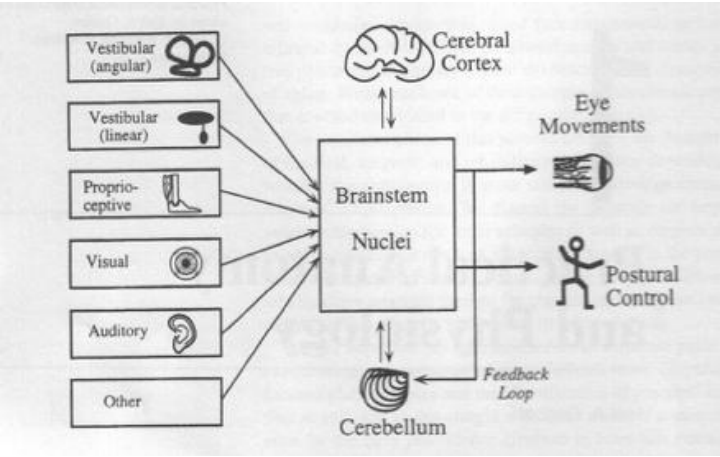 Vestibular
(angular)
Vestibular
(linear)
Proprio-
ceptive
Visual
Auditory
Other
Cerebral
Cortex
Brainstem
Nuclei
Cerebellum
Eye
Movements
Postural
Control
Feedback
Loop